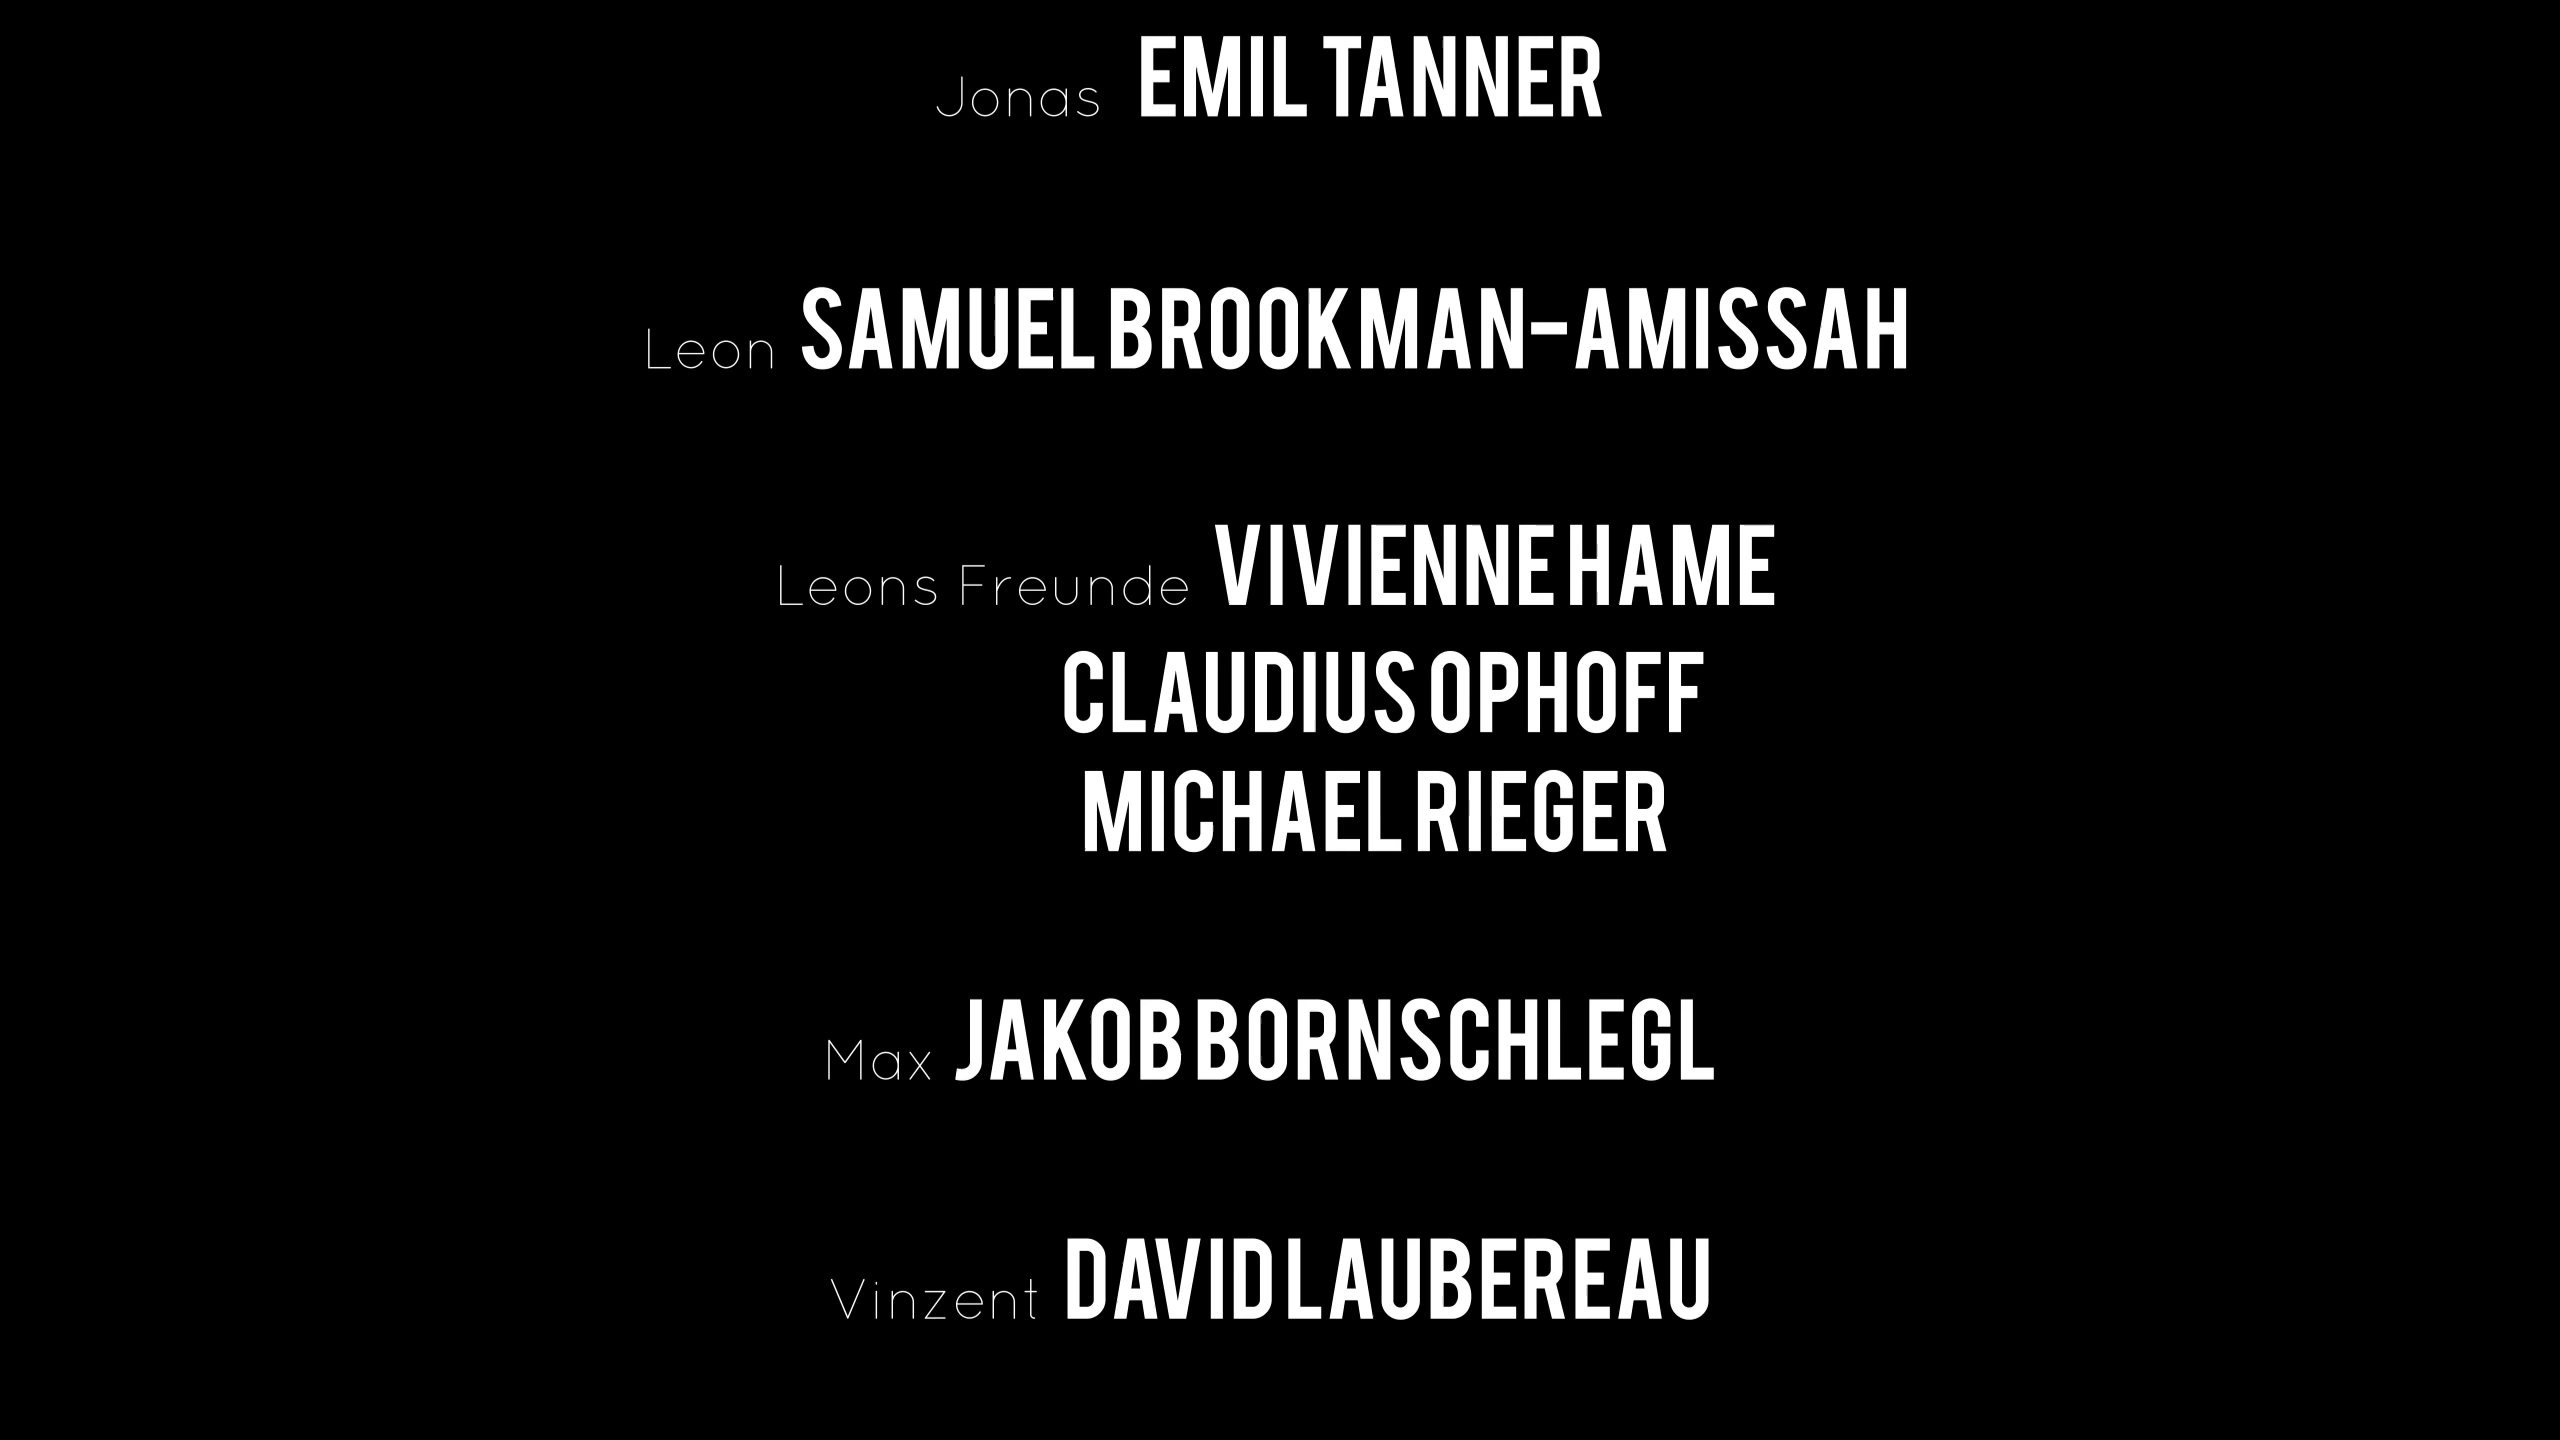 Jonas EMIL TANNER
Leon SAMUEL BROOKMAN-AMISSAH
Leons Freunde VIVIENNE HAME
CLAUDIUS OPHOFF
MICHAEL RIEGER
Max JAKOB BORNSCHLEGL
Vinzent DAVID LAUBEREAU